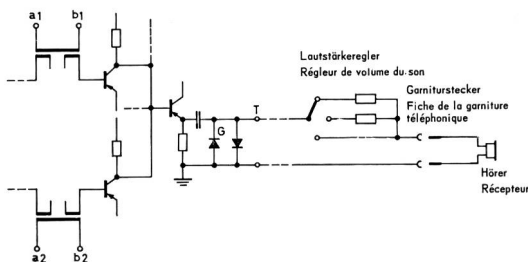 a1 b1
Lautstärkeregler
Régleur de volume du son
Garniturstecker
Fiche de la garniture
téléphonique
T
G
Hörer
Récepteur
a2 b2